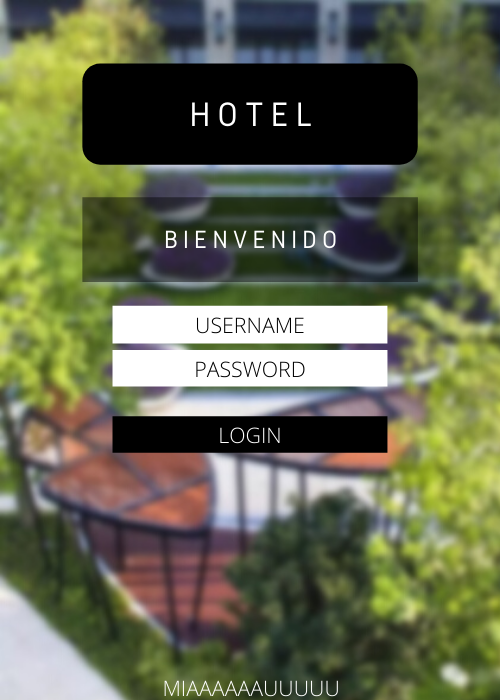 HOTEL
BIENVENIDO
USERNAME
PASSWORD
LOGIN
MIAAAAAAUUUUU